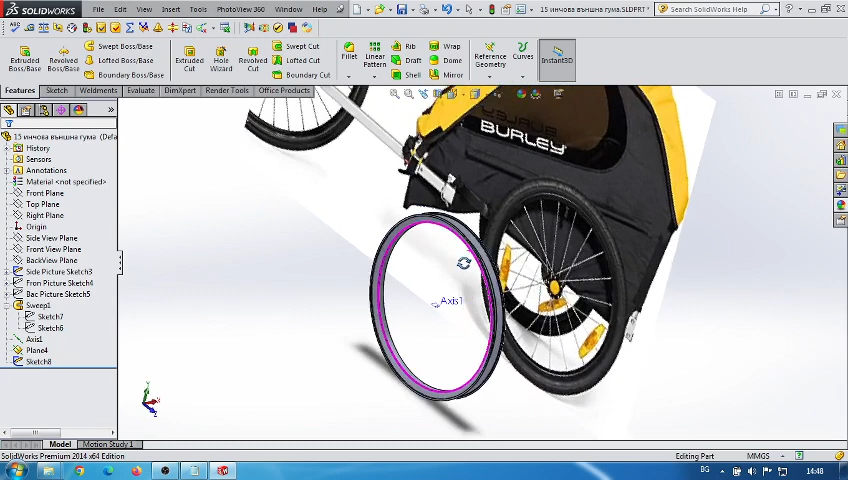 SOLIDWORKS File Edit View Insert Tools PhotoView 360 Window Help 15 инчова външна гума.SLDPRT * Search SolidWorks Help
Swept Boss/Base Swept Cut Rib Wrap
Extruded Boss/Base Revolved Boss/Base Lofted Boss/Base Extruded Cut Hole Wizard Revolved Cut Lofted Cut Fillet Linear Pattern Draft Dome Reference Geometry Curves Instant3D
Boundary Boss/Base Boundary Cut Shell Mirror
Features Sketch Weldments Evaluate DimXpert Render Tools Office Products
BURLEY
15 инчова външна гума (Defa
History
Sensors
Annotations
Material <not specified>
Front Plane
Top Plane
Right Plane
Origin
Side View Plane
Front View Plane
BackView Plane
Side Picture Sketch3
Fron Picture Sketch4
Bac Picture Sketch5
Sweep1
Sketch7
Sketch6
Axis1
Plane4
Sketch8
Axis1
Y
X
Z
Model Motion Study 1
SolidWorks Premium 2014 x64 Edition Editing Part MMGS
BG 14:48